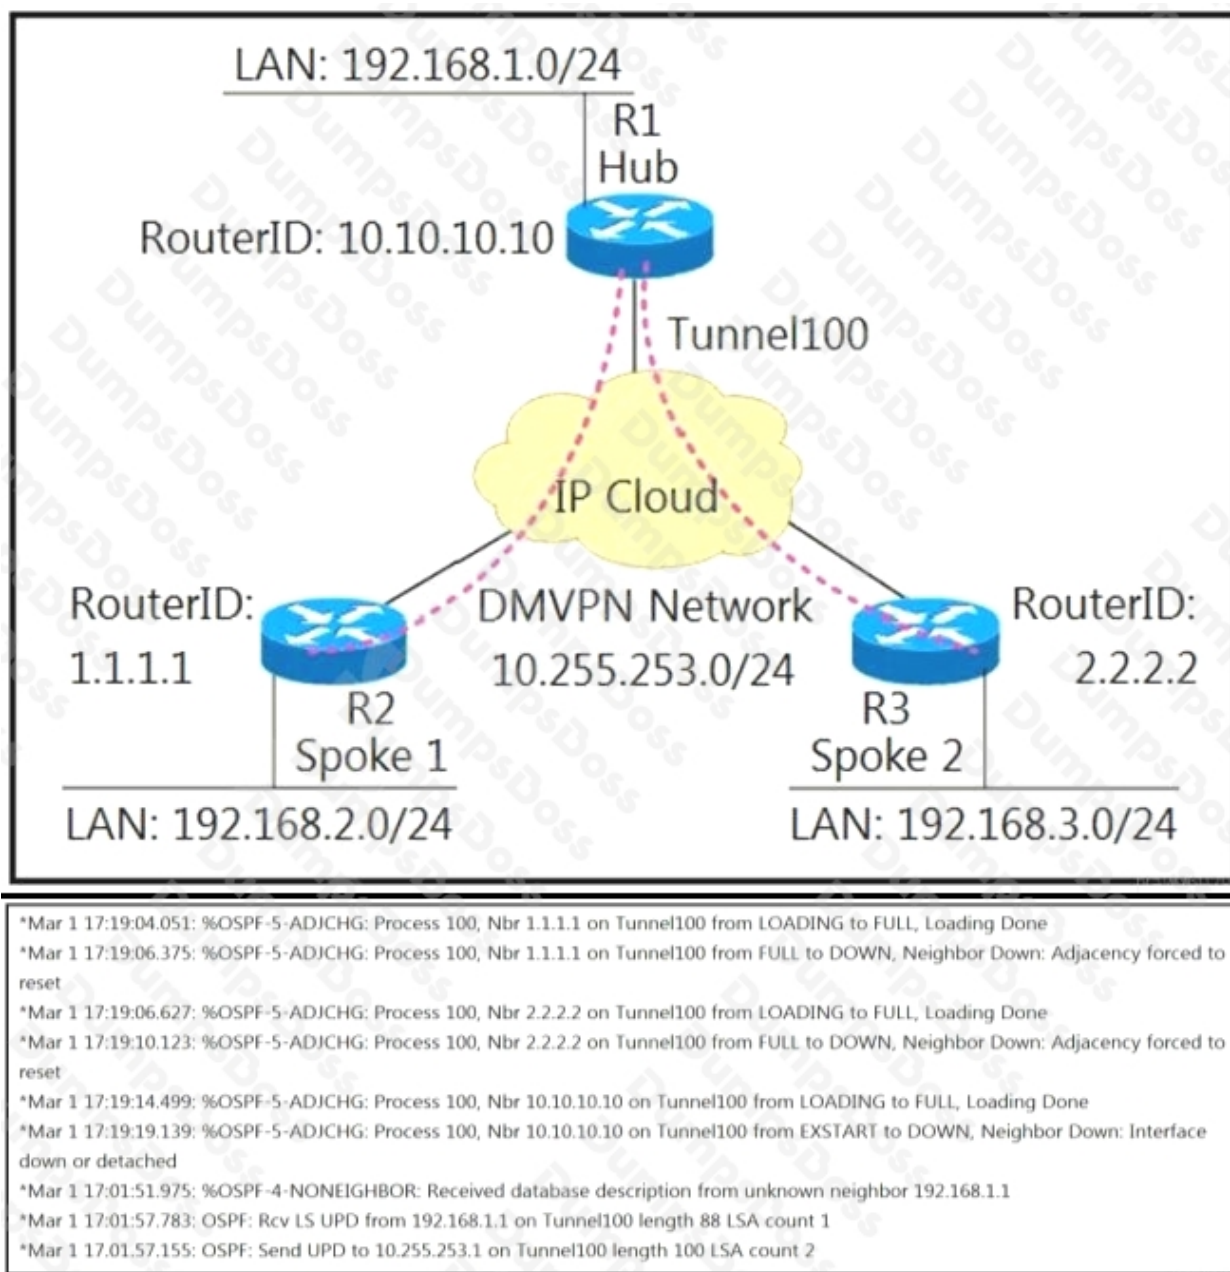 LAN: 192.168.1.0/24
R1
Hub
RouterID: 10.10.10.10
Tunnel100
IP Cloud
RouterID:
1.1.1.1
DMVPN Network
10.255.253.0/24
RouterID:
2.2.2.2
R2
Spoke 1
R3
Spoke 2
LAN: 192.168.2.0/24
LAN: 192.168.3.0/24
*Mar 1 17:19:04.051: %OSPF-5-ADJCHG: Process 100, Nbr 1.1.1.1 on Tunnel100 from LOADING to FULL, Loading Done
*Mar 1 17:19:06.375: %OSPF-5-ADJCHG: Process 100, Nbr 1.1.1.1 on Tunnel100 from FULL to DOWN, Neighbor Down: Adjacency forced to
reset
*Mar 1 17:19:06.627: %OSPF-5-ADJCHG: Process 100, Nbr 2.2.2.2 on Tunnel100 from LOADING to FULL, Loading Done
*Mar 1 17:19:10.123: %OSPF-5-ADJCHG: Process 100, Nbr 2.2.2.2 on Tunnel100 from FULL to DOWN, Neighbor Down: Adjacency forced to
reset
*Mar 1 17:19:14.499: %OSPF-5-ADJCHG: Process 100, Nbr 10.10.10.10 on Tunnel100 from LOADING to FULL, Loading Done
*Mar 1 17:19:19.139: %OSPF-5-ADJCHG: Process 100, Nbr 10.10.10.10 on Tunnel100 from EXSTART to DOWN, Neighbor Down: Interface
down or detached
*Mar 1 17:01:51.975: %OSPF-4-NONEIGHBOR: Received database description from unknown neighbor 192.168.1.1
*Mar 1 17:01:57.783: OSPF: Rcv LS UPD from 192.168.1.1 on Tunnel100 length 88 LSA count 1
*Mar 1 17.01.57.155: OSPF: Send UPD to 10.255.253.1 on Tunnel100 length 100 LSA count 2
DumpsDoss